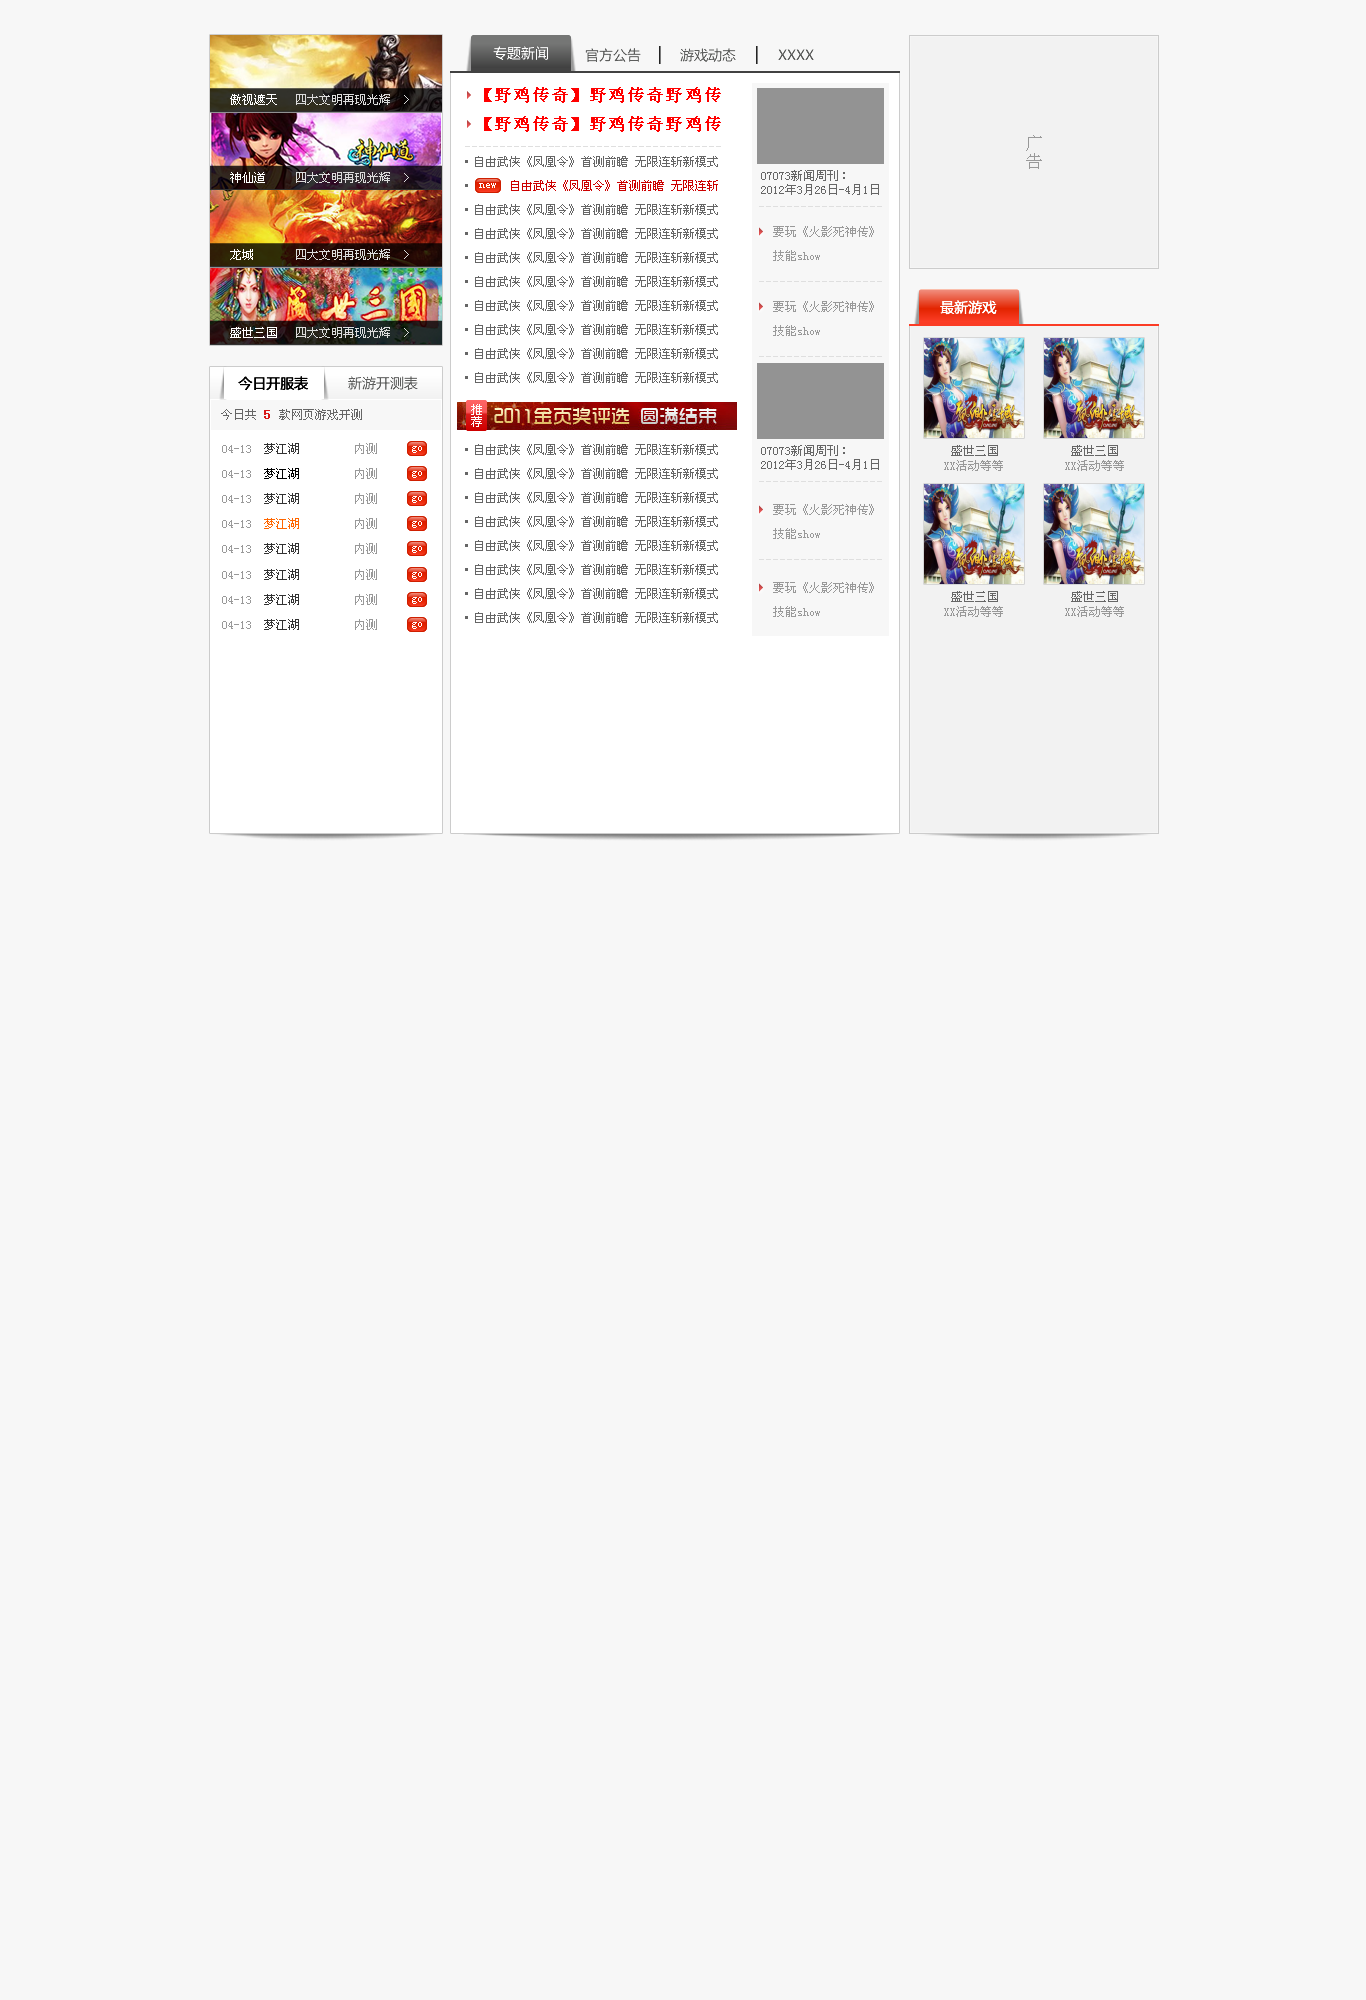 傲视遮天 四大文明再现光辉
神仙道
神仙道 四大文明再现光辉
龙城 四大文明再现光辉
盛世三國
盛世三国 四大文明再现光辉
今日开服表 新游开测表
今日共 5 款网页游戏开测
04-13 梦江湖 内测 go
04-13 梦江湖 内测 go
04-13 梦江湖 内测 go
04-13 梦江湖 内测 go
04-13 梦江湖 内测 go
04-13 梦江湖 内测 go
04-13 梦江湖 内测 go
04-13 梦江湖 内测 go
专题新闻 官方公告 游戏动态 XXXX
【野鸡传奇】野鸡传奇野鸡传
【野鸡传奇】野鸡传奇野鸡传
自由武侠《凤凰令》首测前瞻 无限连斩新模式
new 自由武侠《凤凰令》首测前瞻 无限连斩
自由武侠《凤凰令》首测前瞻 无限连斩新模式
自由武侠《凤凰令》首测前瞻 无限连斩新模式
自由武侠《凤凰令》首测前瞻 无限连斩新模式
自由武侠《凤凰令》首测前瞻 无限连斩新模式
自由武侠《凤凰令》首测前瞻 无限连斩新模式
自由武侠《凤凰令》首测前瞻 无限连斩新模式
自由武侠《凤凰令》首测前瞻 无限连斩新模式
自由武侠《凤凰令》首测前瞻 无限连斩新模式
推荐 2011金页奖评选 圆满结束
自由武侠《凤凰令》首测前瞻 无限连斩新模式
自由武侠《凤凰令》首测前瞻 无限连斩新模式
自由武侠《凤凰令》首测前瞻 无限连斩新模式
自由武侠《凤凰令》首测前瞻 无限连斩新模式
自由武侠《凤凰令》首测前瞻 无限连斩新模式
自由武侠《凤凰令》首测前瞻 无限连斩新模式
自由武侠《凤凰令》首测前瞻 无限连斩新模式
自由武侠《凤凰令》首测前瞻 无限连斩新模式
07073新闻周刊：
2012年3月26日-4月1日
要玩《火影死神传》
技能show
要玩《火影死神传》
技能show
07073新闻周刊：
2012年3月26日-4月1日
要玩《火影死神传》
技能show
要玩《火影死神传》
技能show
广
告
最新游戏
盛世三国 盛世三国
XX活动等等 XX活动等等
盛世三国 盛世三国
XX活动等等 XX活动等等